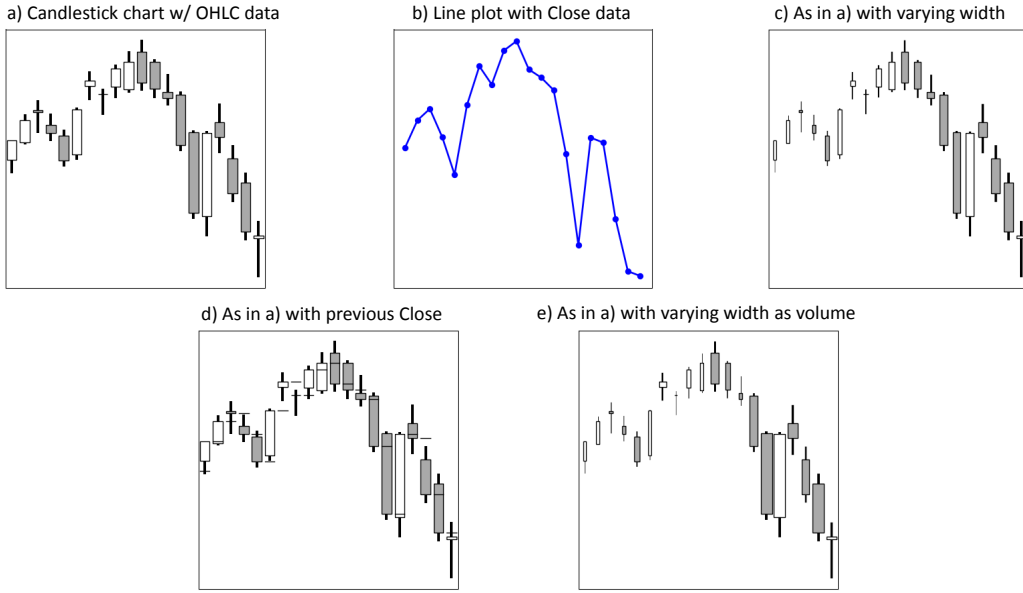 a) Candlestick chart w/ OHLC data
b) Line plot with Close data
c) As in a) with varying width
d) As in a) with previous Close
e) As in a) with varying width as volume